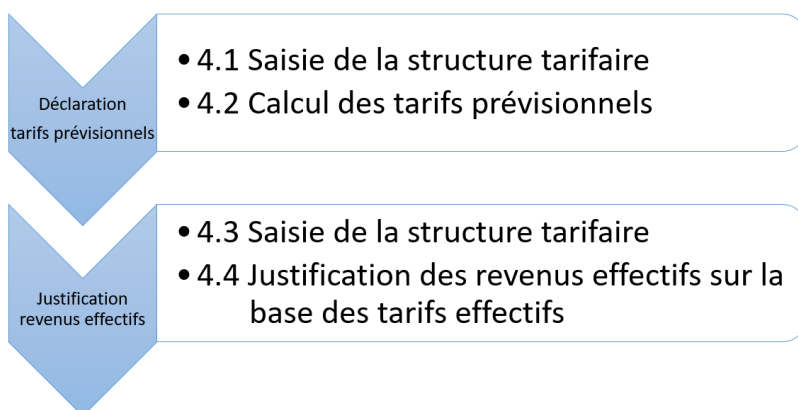 Déclaration
tarifs prévisionnels
• 4.1 Saisie de la structure tarifaire
• 4.2 Calcul des tarifs prévisionnels
Justification
revenus effectifs
• 4.3 Saisie de la structure tarifaire
• 4.4 Justification des revenus effectifs sur la
base des tarifs effectifs